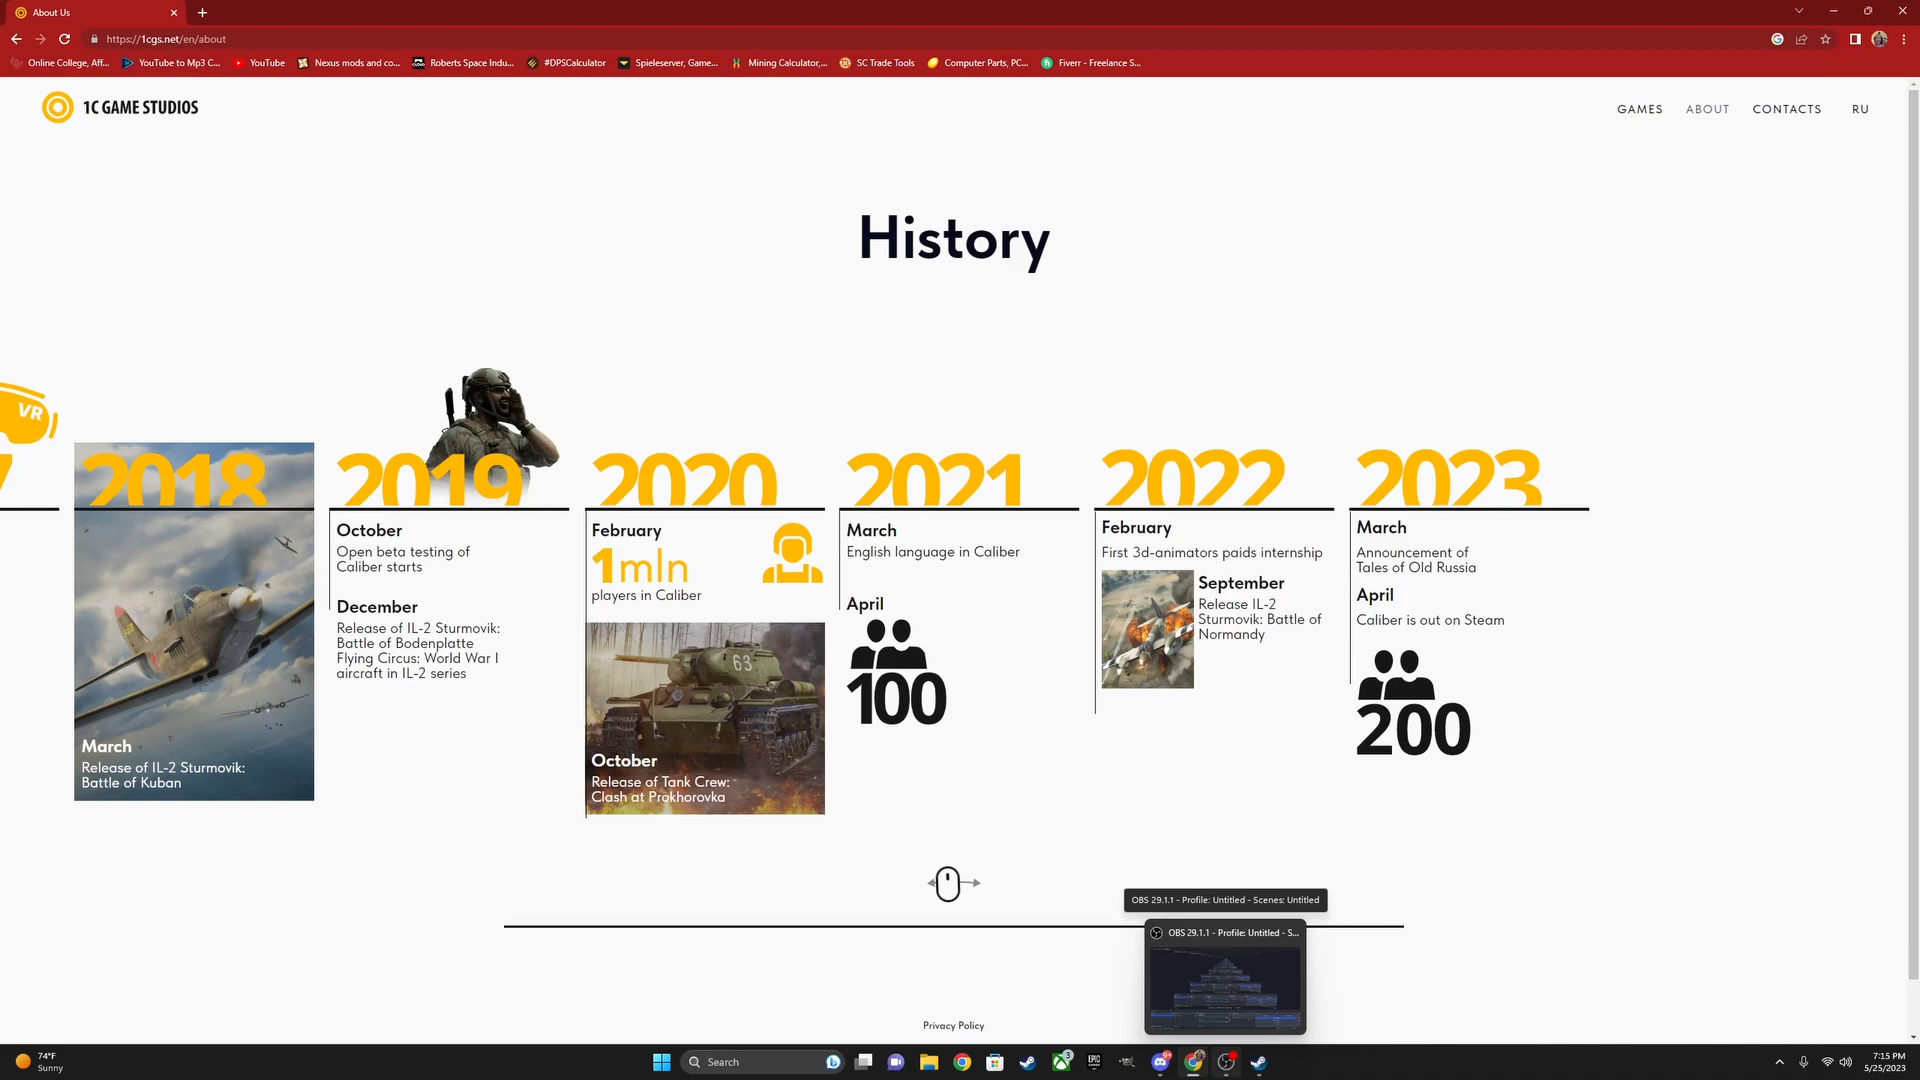 About Us
https://1cgs.net/en/about
Online College, Aff...
YouTube to Mp3 C...
YouTube
Nexus mods and co...
Roberts Space Indu...
#DPSCalculator
Spieleserver, Game...
Mining Calculator,...
SC Trade Tools
Computer Parts, PC...
Fiverr - Freelance S...
1C GAME STUDIOS
GAMES
ABOUT
CONTACTS
RU
History
VR
7
2018
March
Release of IL-2 Sturmovik:
Battle of Kuban
2019
October
Open beta testing of
Caliber starts
December
Release of IL-2 Sturmovik:
Battle of Bodenplatte
Flying Circus: World War I
aircraft in IL-2 series
2020
February
1mln
players in Caliber
63
October
Release of Tank Crew:
Clash at Prokhorovka
2021
March
English language in Caliber
April
100
2022
February
First 3d-animators paids internship
September
Release IL-2
Sturmovik: Battle of
Normandy
2023
March
Announcement of
Tales of Old Russia
April
Caliber is out on Steam
200
OBS 29.1.1 - Profile: Untitled - Scenes: Untitled
OBS 29.1.1 - Profile: Untitled - S...
Privacy Policy
74°F
Sunny
Search
3
EPIC
9+
7:15 PM
5/25/2023